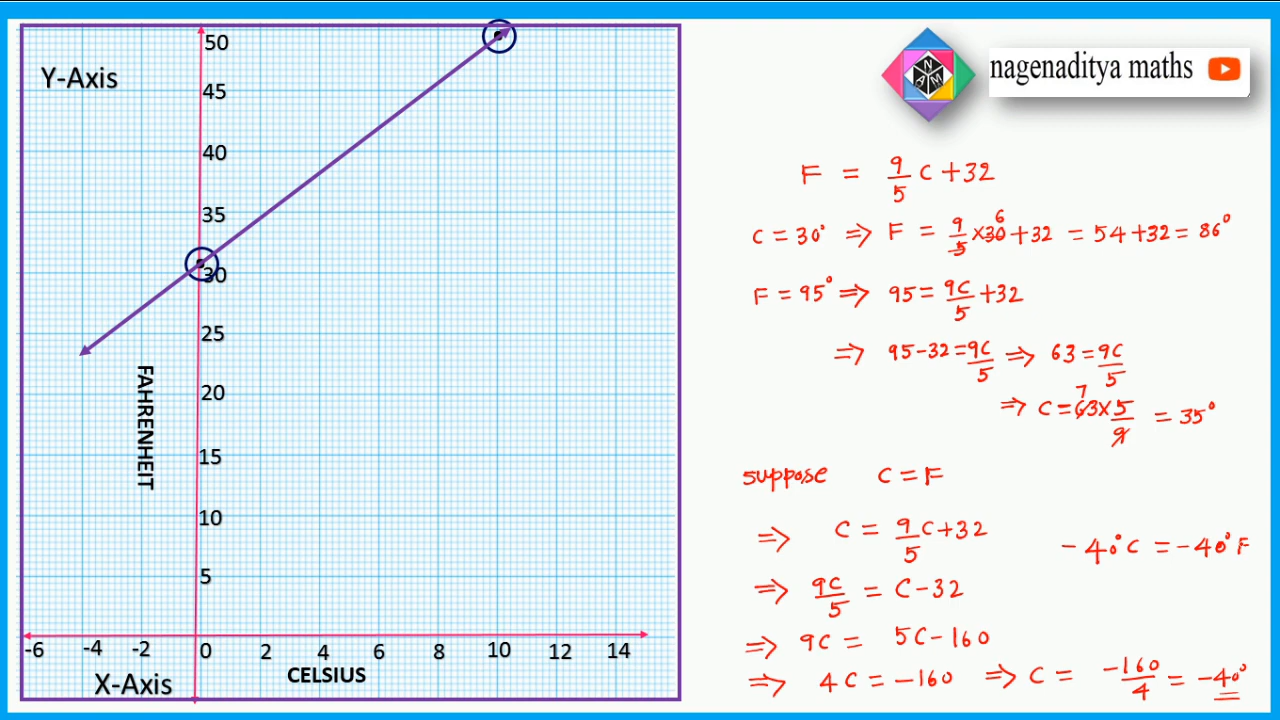 Y-Axis
50
45
40
35
30
25
20
15
10
5
FAHRENHEIT
-6 -4 -2 0 2 4 6 8 10 12 14
CELSIUS
X-Axis
N
A M
nagenaditya maths
F = 9/5 C + 32
C = 30° ⇒ F = 9/5 × 30 6 + 32 = 54 + 32 = 86°
F = 95° ⇒ 95 = 9C/5 + 32
⇒ 95 - 32 = 9C/5 ⇒ 63 = 9C/5
⇒ C = 63 7 × 5/9 = 35°
Suppose C = F
⇒ C = 9/5 C + 32
-40°C = -40°F
⇒ 9C/5 = C - 32
⇒ 9C = 5C - 160
⇒ 4C = -160 ⇒ C = -160/4 = -40°